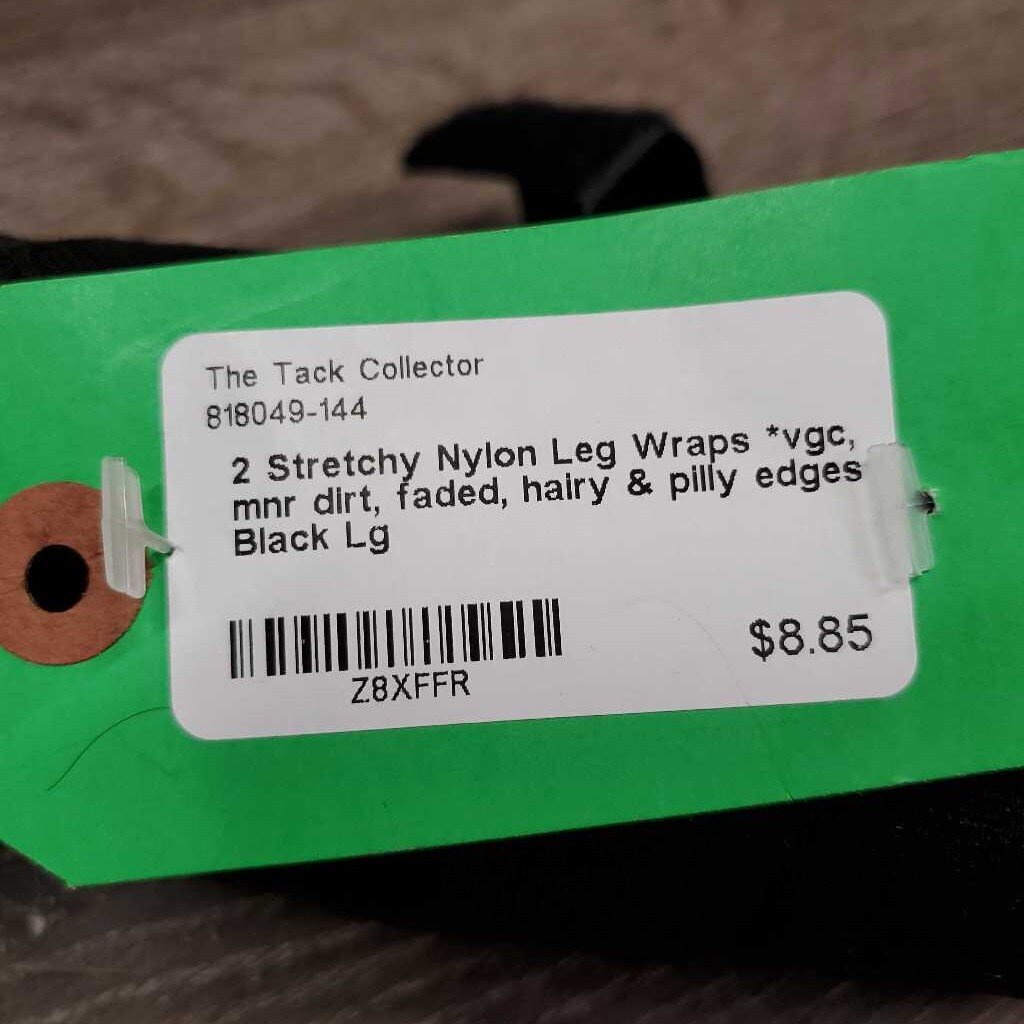 The Tack Collector
818049-144
2 Stretchy Nylon Leg Wraps *vgc,
mnr dirt, faded, hairy & pilly edges
Black Lg
Z8XFFR
$8.85